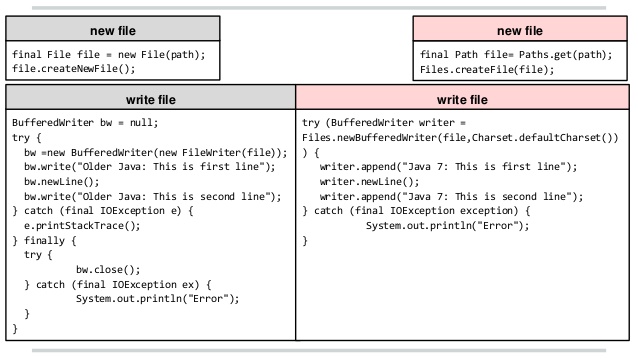 new file
final File file = new File(path);
file.createNewFile();
new file
final Path file= Paths.get(path);
Files.createFile(file);
write file
BufferedWriter bw = null;
try {
  bw =new BufferedWriter(new FileWriter(file));
  bw.write("Older Java: This is first line");
  bw.newLine();
  bw.write("Older Java: This is second line");
} catch (final IOException e) {
  e.printStackTrace();
} finally {
  try {
          bw.close();
  } catch (final IOException ex) {
          System.out.println("Error");
  }
}
write file
try (BufferedWriter writer =
Files.newBufferedWriter(file,Charset.defaultCharset())
) {
   writer.append("Java 7: This is first line");
   writer.newLine();
   writer.append("Java 7: This is second line");
} catch (final IOException exception) {
          System.out.println("Error");
}